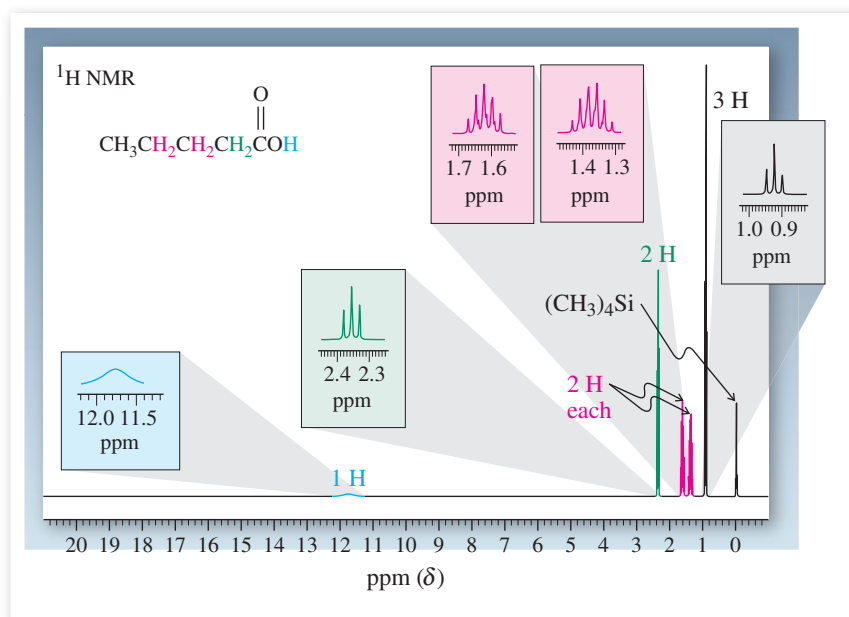 ¹H NMR
O
CH₃CH₂CH₂CH₂COH
1.7 1.6
ppm
1.4 1.3
ppm
3 H
1.0 0.9
ppm
2 H
(CH₃)₄Si
2.4 2.3
ppm
2 H
each
12.0 11.5
ppm
1 H
20 19 18 17 16 15 14 13 12 11 10 9 8 7 6 5 4 3 2 1 0
ppm (δ)